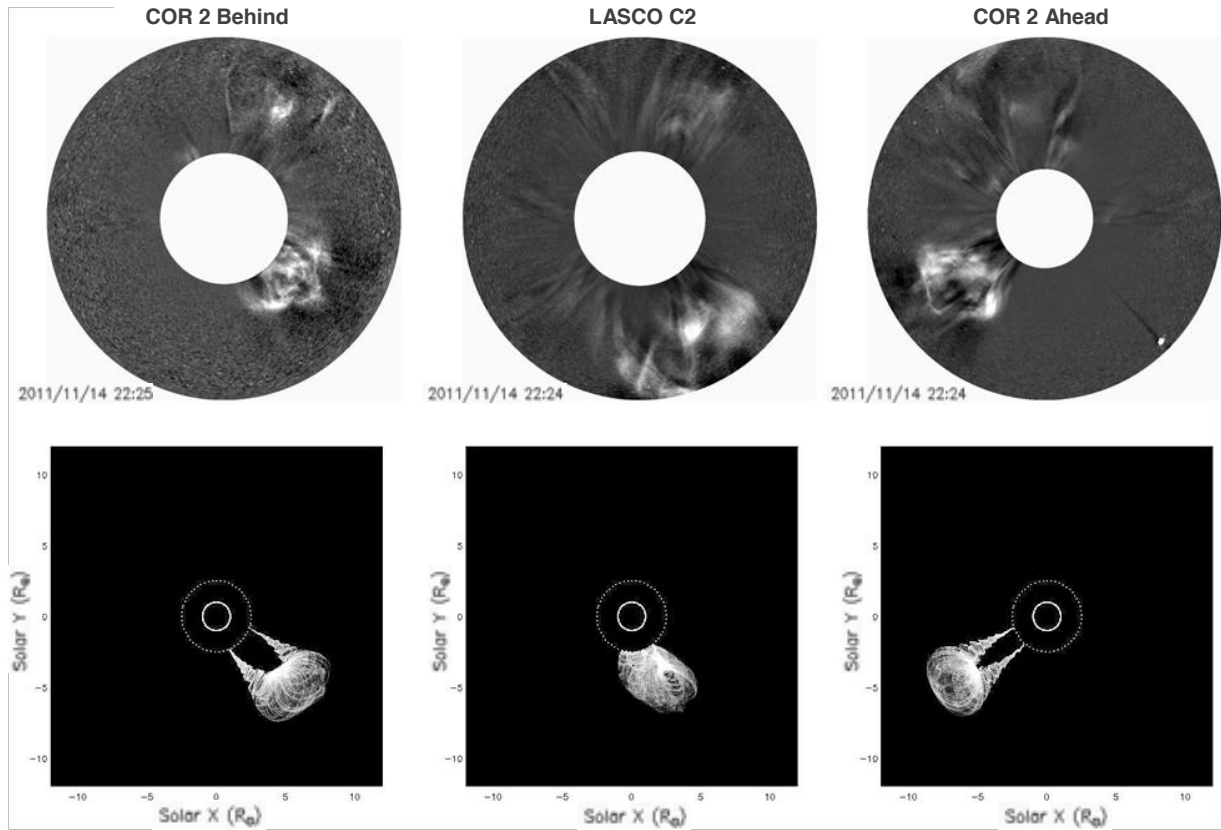 COR 2 Behind
LASCO C2
COR 2 Ahead
2011/11/14 22:25
2011/11/14 22:24
2011/11/14 22:24
10
5
0
−5
−10
Solar Y (R⊙)
−10 −5 0 5 10
Solar X (R⊙)
10
5
0
−5
−10
Solar Y (R⊙)
−10 −5 0 5 10
Solar X (R⊙)
10
5
0
−5
−10
Solar Y (R⊙)
−10 −5 0 5 10
Solar X (R⊙)